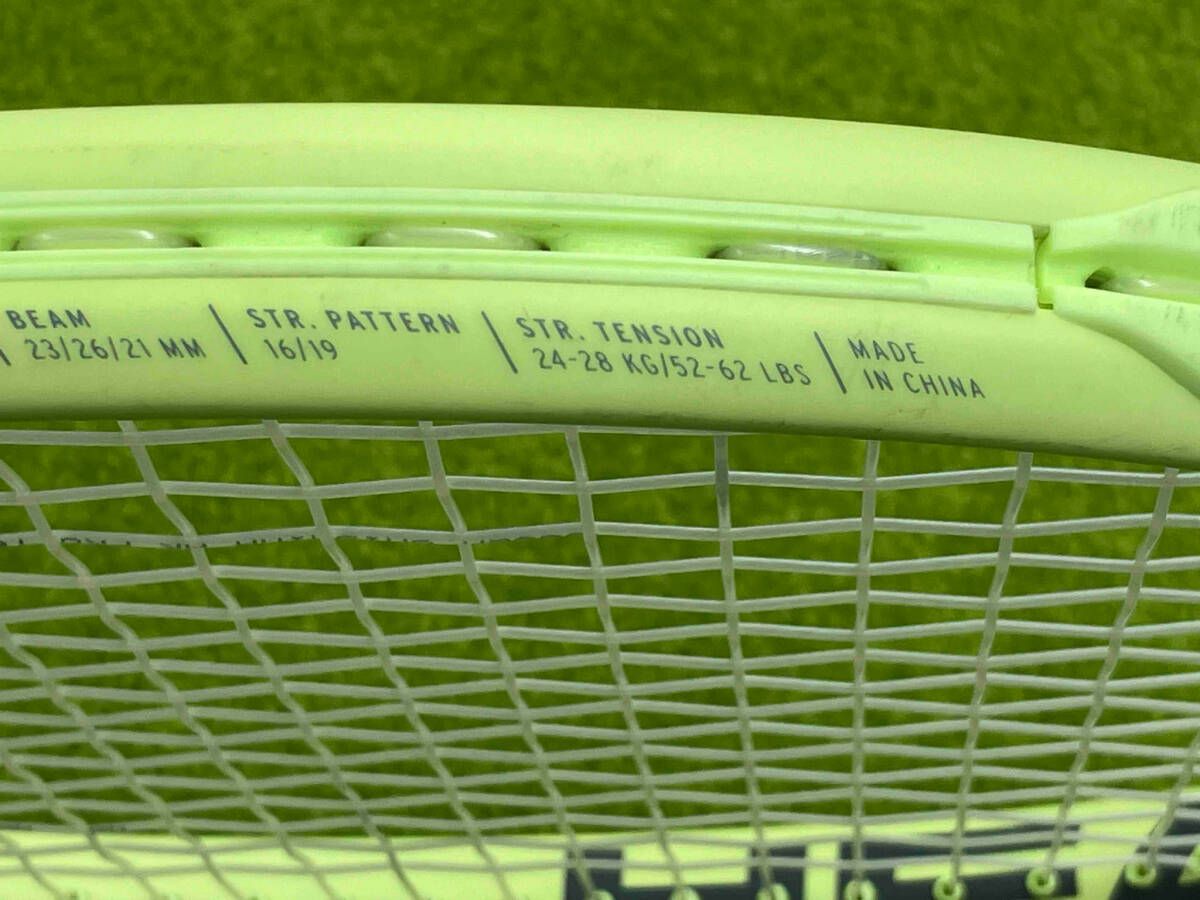 BEAM
23/26/21 MM
STR. PATTERN
16/19
STR. TENSION
24-28 KG/52-62 LBS
MADE
IN CHINA